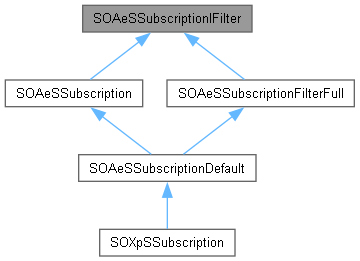 SOAeSSubscriptionIFilter
SOAeSSubscription
SOAeSSubscriptionFilterFull
SOAeSSubscriptionDefault
SOXpSSubscription